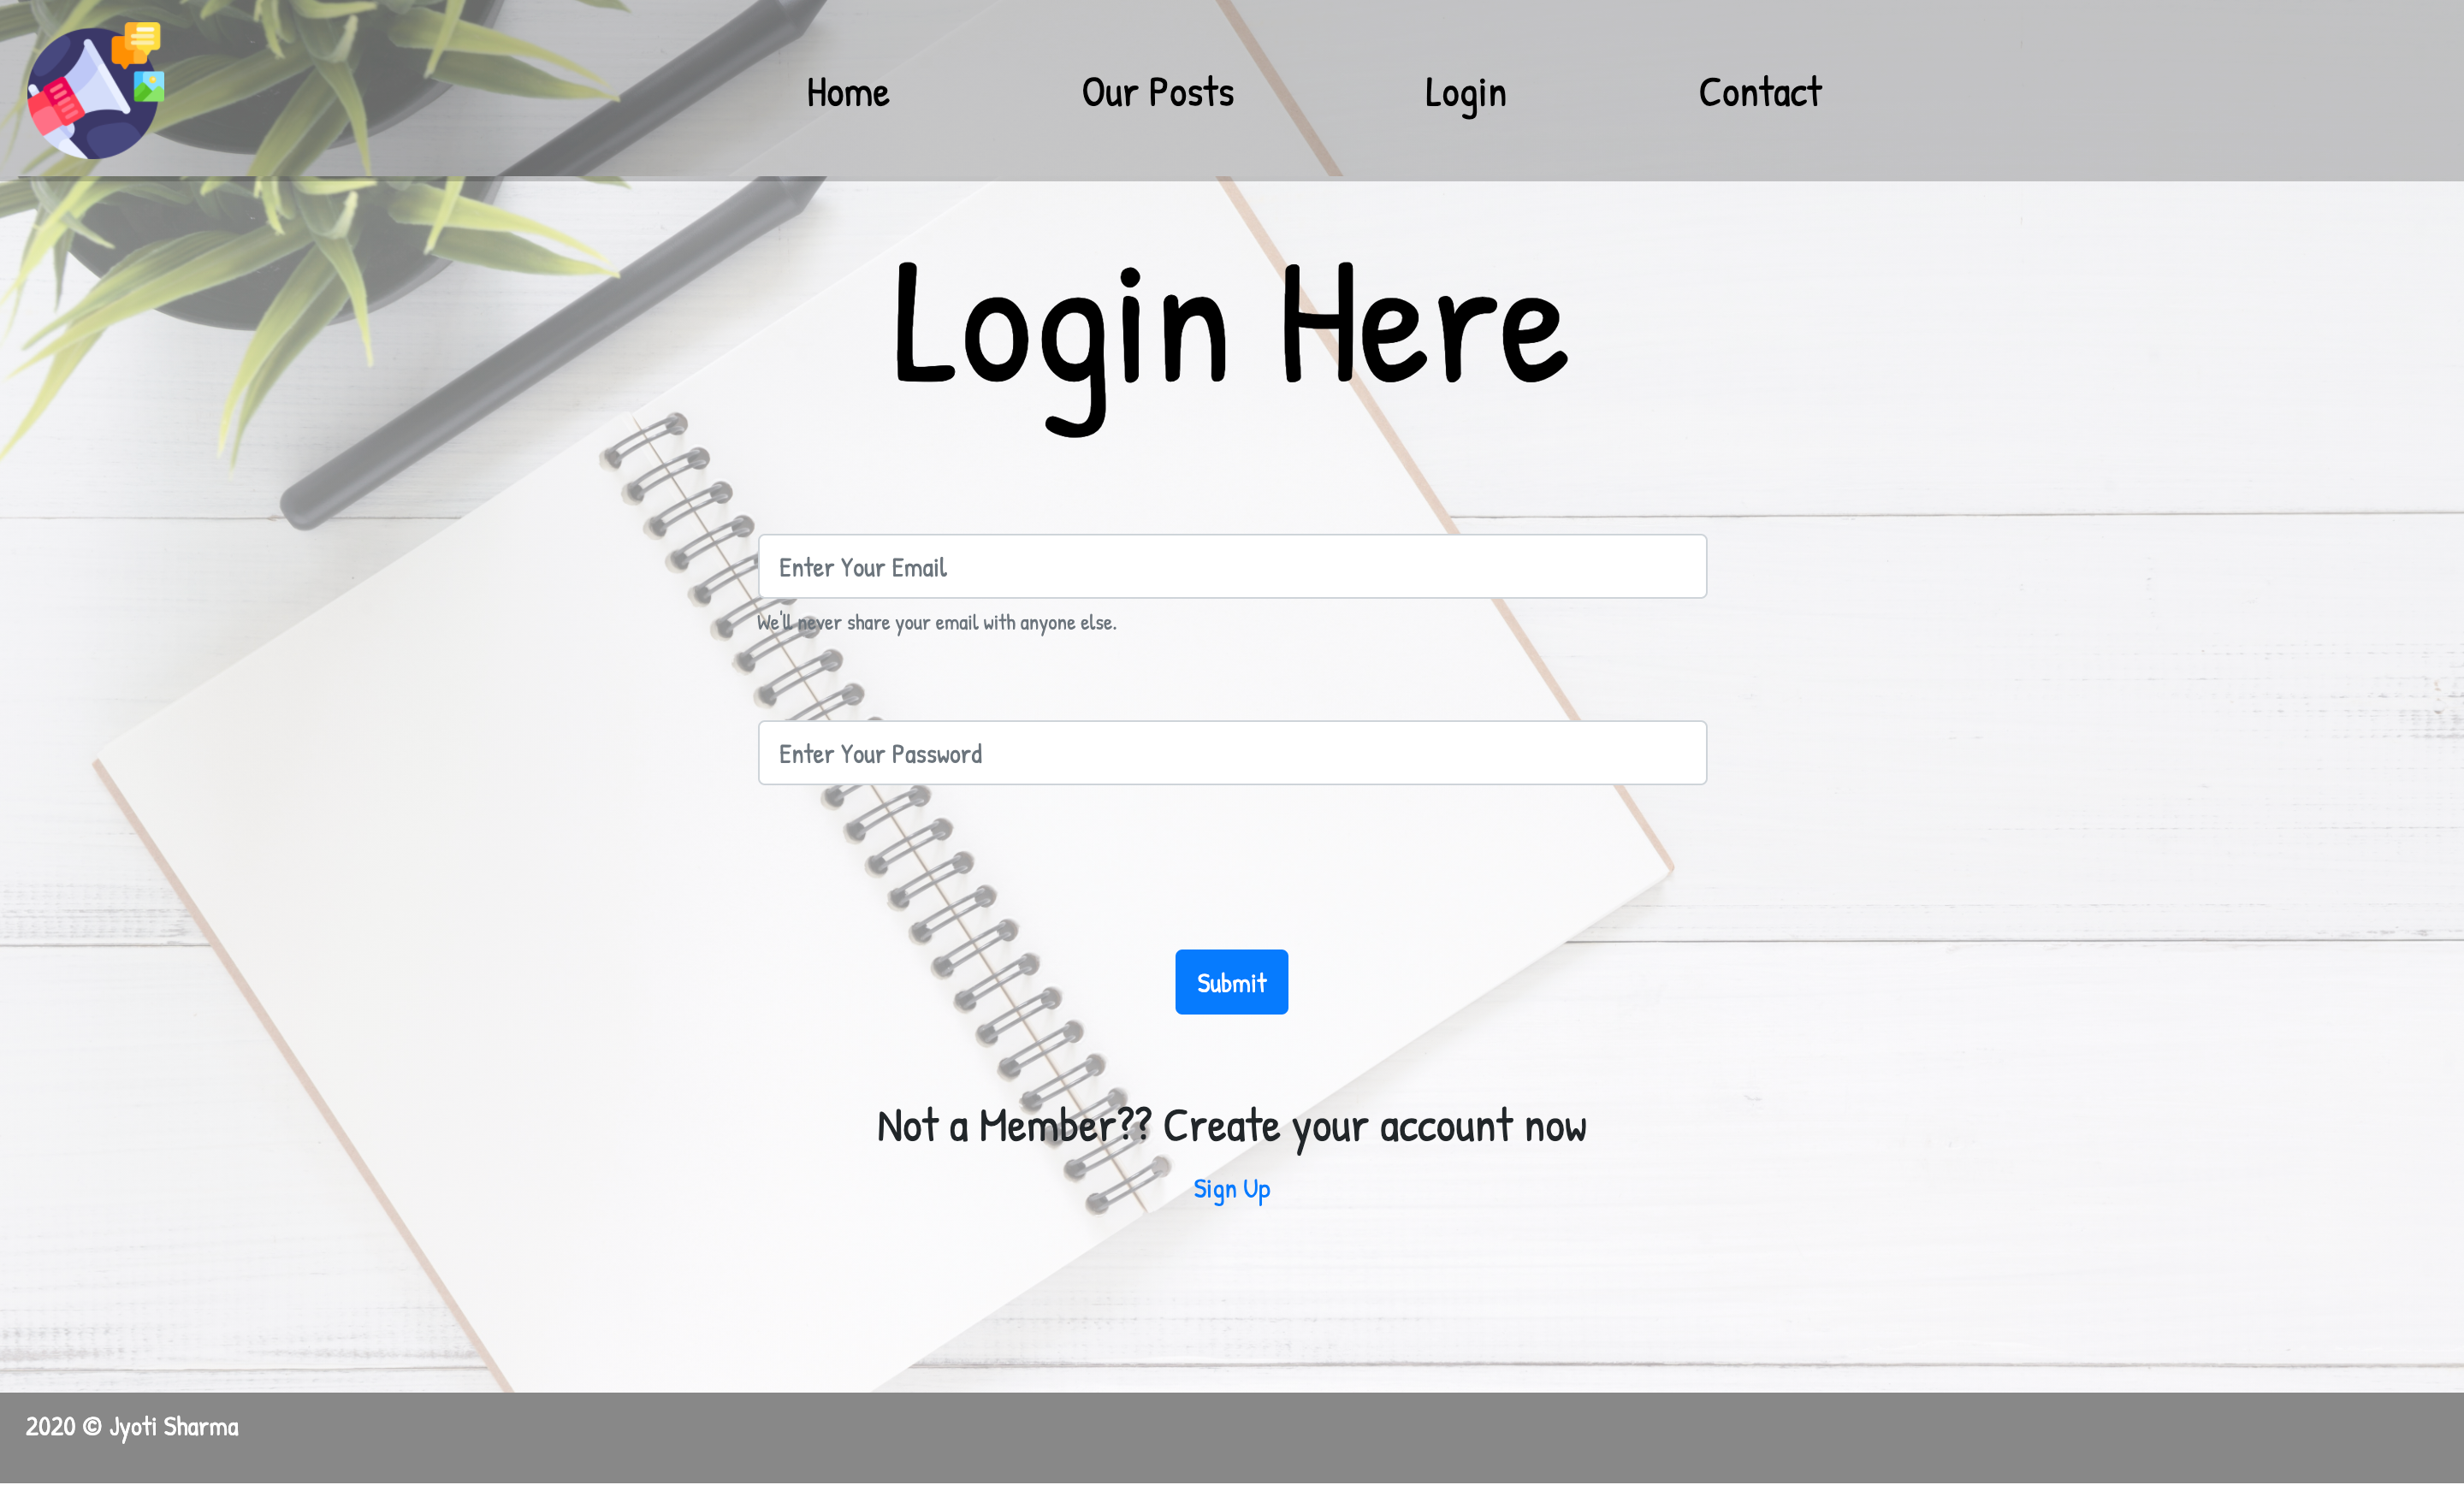 Home Our Posts Login Contact
Login Here
Enter Your Email
We'll never share your email with anyone else.
Enter Your Password
Submit
Not a Member?? Create your account now
Sign Up
2020 © Jyoti Sharma